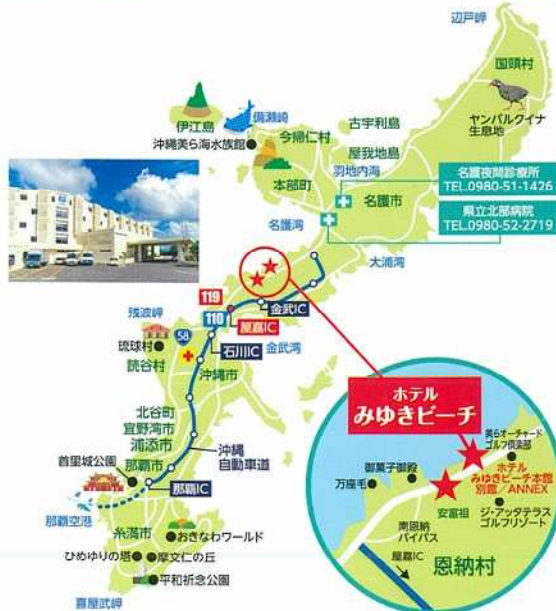 辺戸岬
国頭村
ヤンバルクイナ
生息地
伊江島
備瀬崎
沖縄美ら海水族館
今帰仁村
古宇利島
屋我地島
羽地内海
本部町
名護市
名護夜間診療所
TEL.0980-51-1426
県立北部病院
TEL.0980-52-2719
名護湾
大浦湾
119
110
金武IC
屋嘉IC
残波岬
58
石川IC
金武湾
琉球村
読谷村
沖縄市
北谷町
宜野湾市
浦添市
首里城公園
那覇市
沖縄
自動車道
那覇IC
那覇空港
糸満市
おきなわワールド
ひめゆりの塔
摩文仁の丘
平和祈念公園
喜屋武岬
ホテル
みゆきビーチ
美らオーチャード
ゴルフ倶楽部
御菓子御殿
万座毛
ホテル
みゆきビーチ本館
別館/ANNEX
安富祖
ジ・アッタテラス
ゴルフリゾート
南恩納
バイパス
屋嘉IC
恩納村